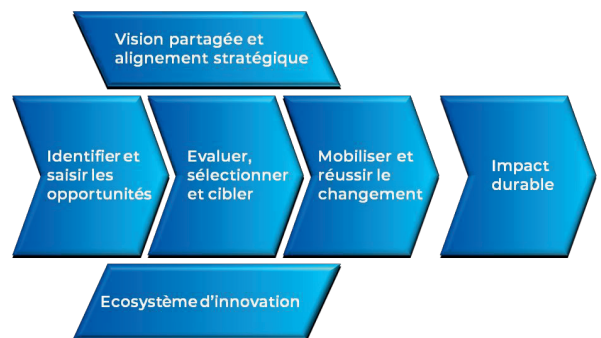 Vision partagée et
alignement stratégique
Identifier et
saisir les
opportunités
Evaluer,
sélectionner
et cibler
Mobiliser et
réussir le
changement
Impact
durable
Ecosystème d'innovation